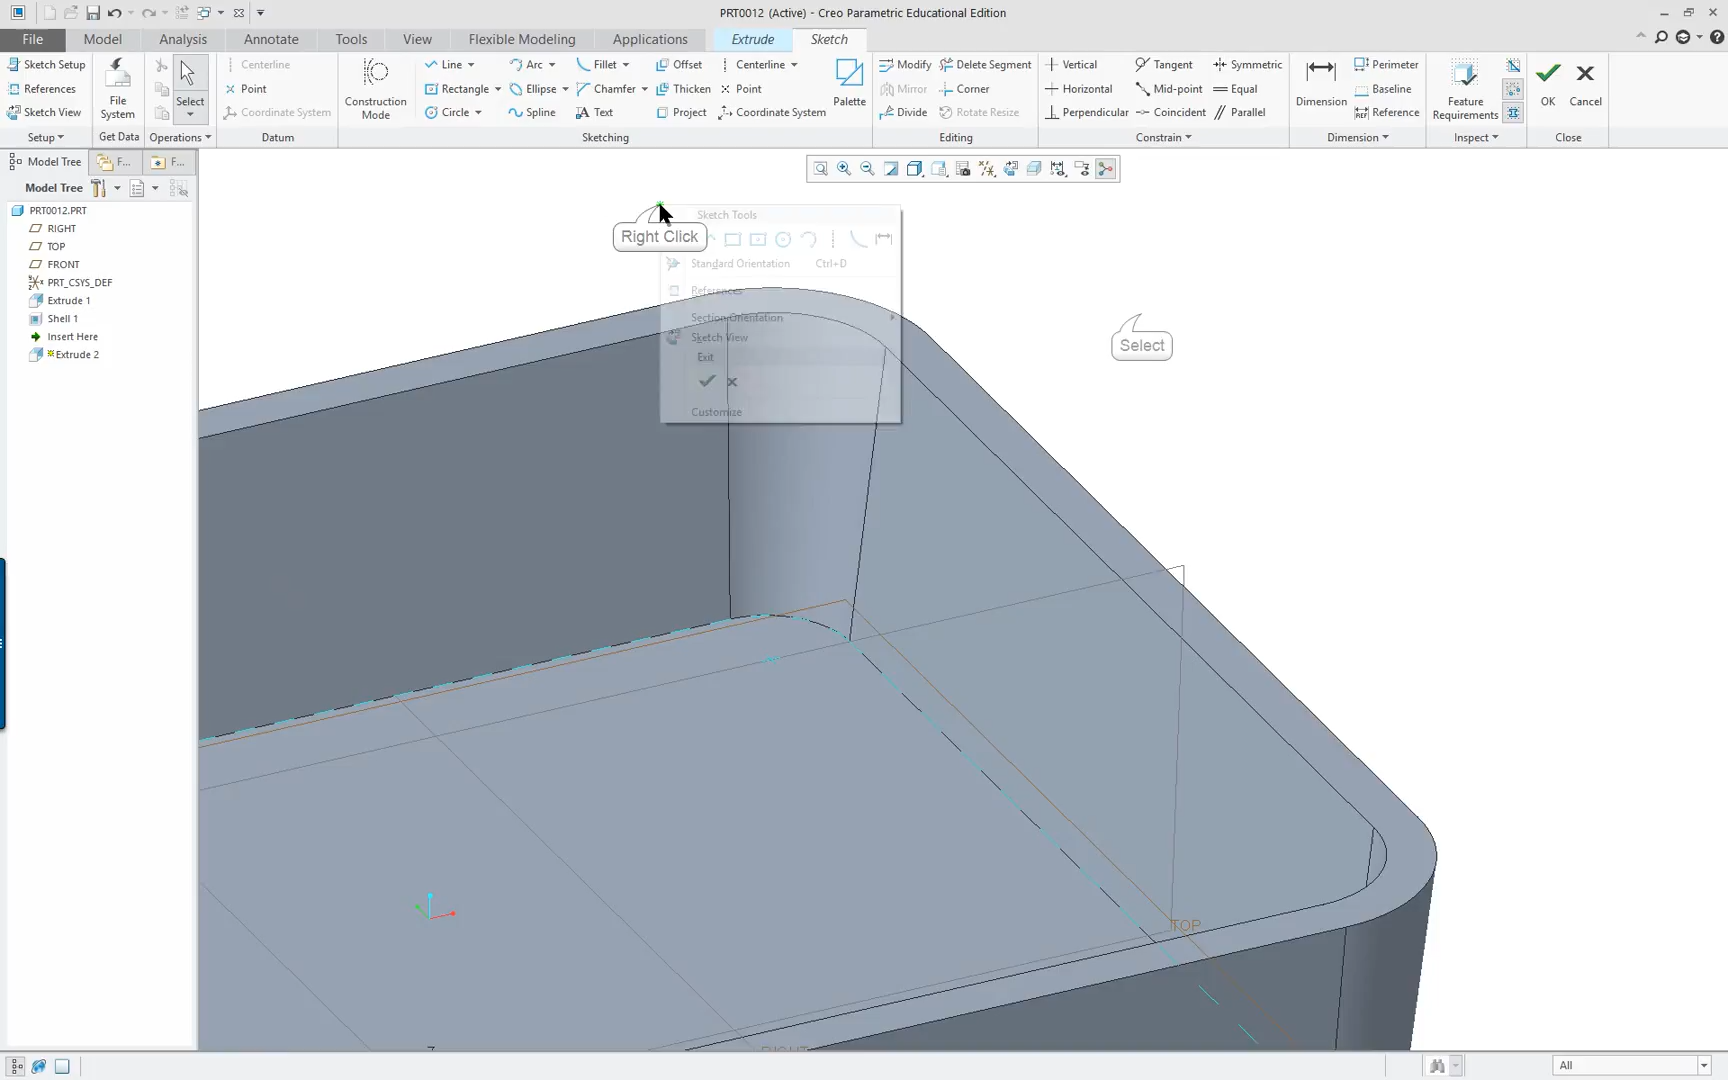 PRT0012 (Active) - Creo Parametric Educational Edition
File Model Analysis Annotate Tools View Flexible Modeling Applications Extrude Sketch
Sketch Setup
References
Sketch View
Setup
File
System
Get Data
Select
Operations
Centerline
Point
Coordinate System
Datum
Construction
Mode
Line
Rectangle
Circle
Arc
Ellipse
Spline
Fillet
Chamfer
Text
Offset
Thicken
Project
Centerline
Point
Coordinate System
Palette
Sketching
Modify
Mirror
Divide
Delete Segment
Corner
Rotate Resize
Editing
Vertical
Horizontal
Perpendicular
Tangent
Mid-point
Coincident
Symmetric
Equal
Parallel
Constrain
Dimension
Perimeter
Baseline
Reference
Dimension
Feature
Requirements
Inspect
OK
Cancel
Close
Model Tree
F...
F...
Model Tree
PRT0012.PRT
RIGHT
TOP
FRONT
PRT_CSYS_DEF
Extrude 1
Shell 1
Insert Here
Extrude 2
Right Click
Sketch Tools
Standard Orientation Ctrl+D
References
Section Orientation
Sketch View
Exit
Customize
Select
TOP
RIGHT
Z
All